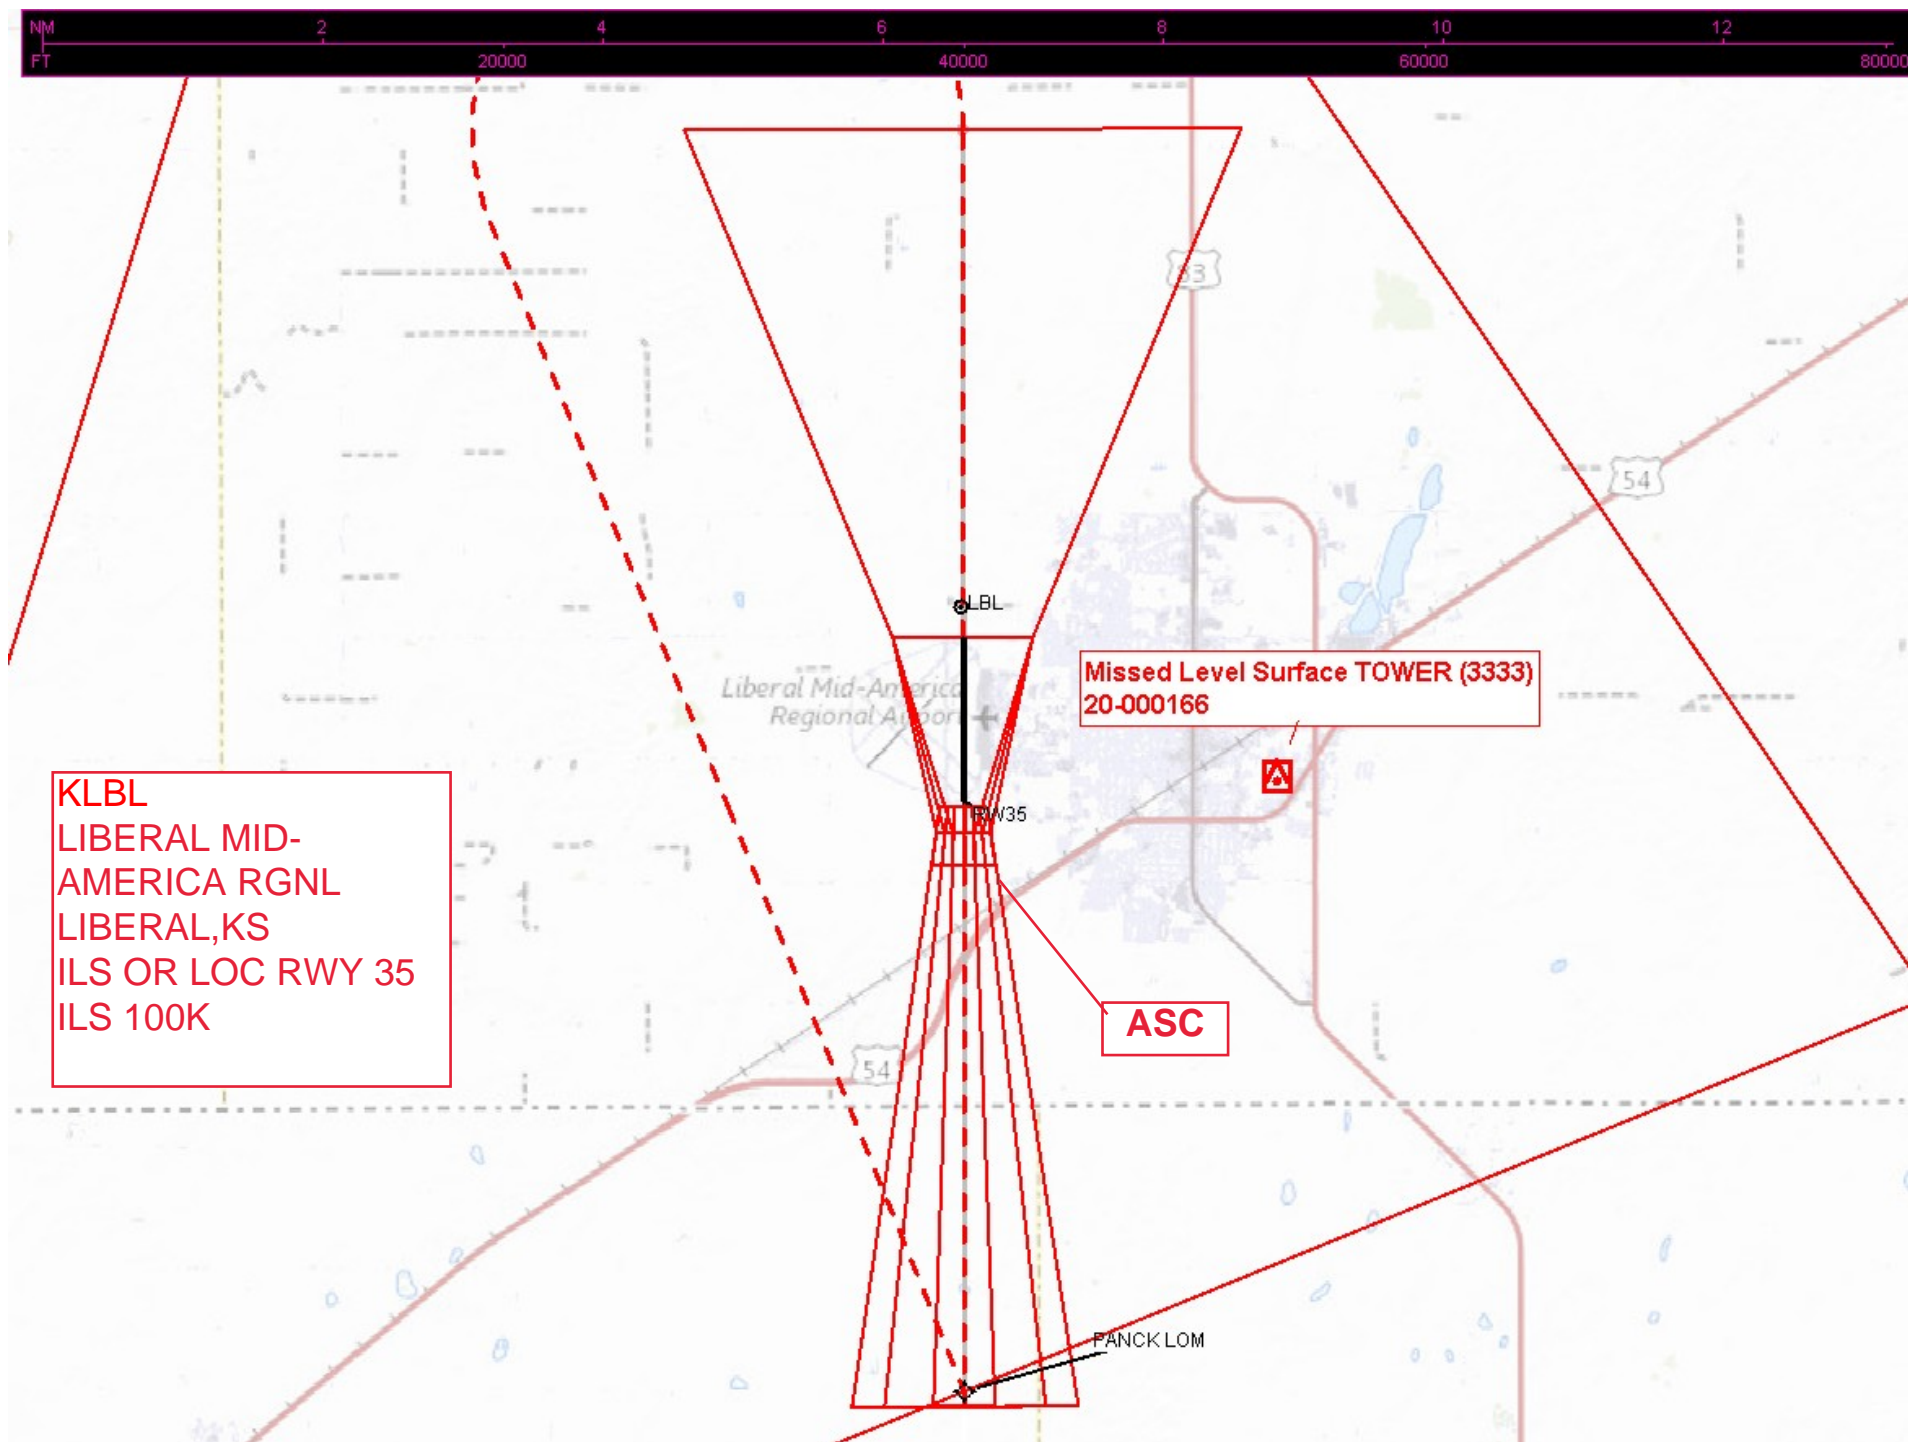 NM 2 4 6 8 10 12
FT 20000 40000 60000 80000
83
54
LBL
Missed Level Surface TOWER (3333)
20-000166
Liberal Mid-America
Regional Airport
KLBL
LIBERAL MID-
AMERICA RGNL
LIBERAL,KS
ILS OR LOC RWY 35
ILS 100K
RW35
ASC
54
PANCK LOM